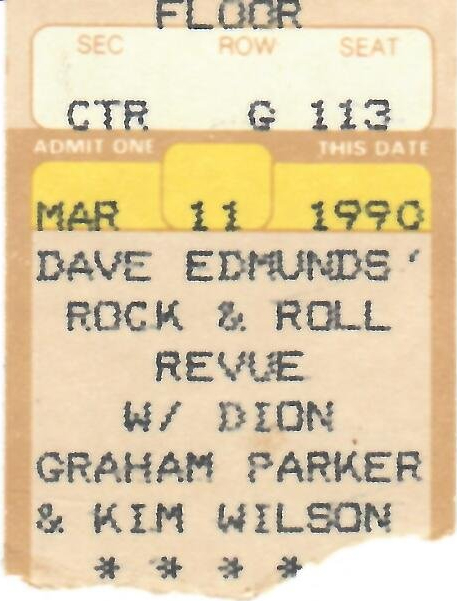 FLOOR
SEC ROW SEAT
CTR G 113
ADMIT ONE THIS DATE
MAR 11 1990
DAVE EDMUNDS'
ROCK & ROLL
REVUE
W/ DION
GRAHAM PARKER
& KIM WILSON
* * * *